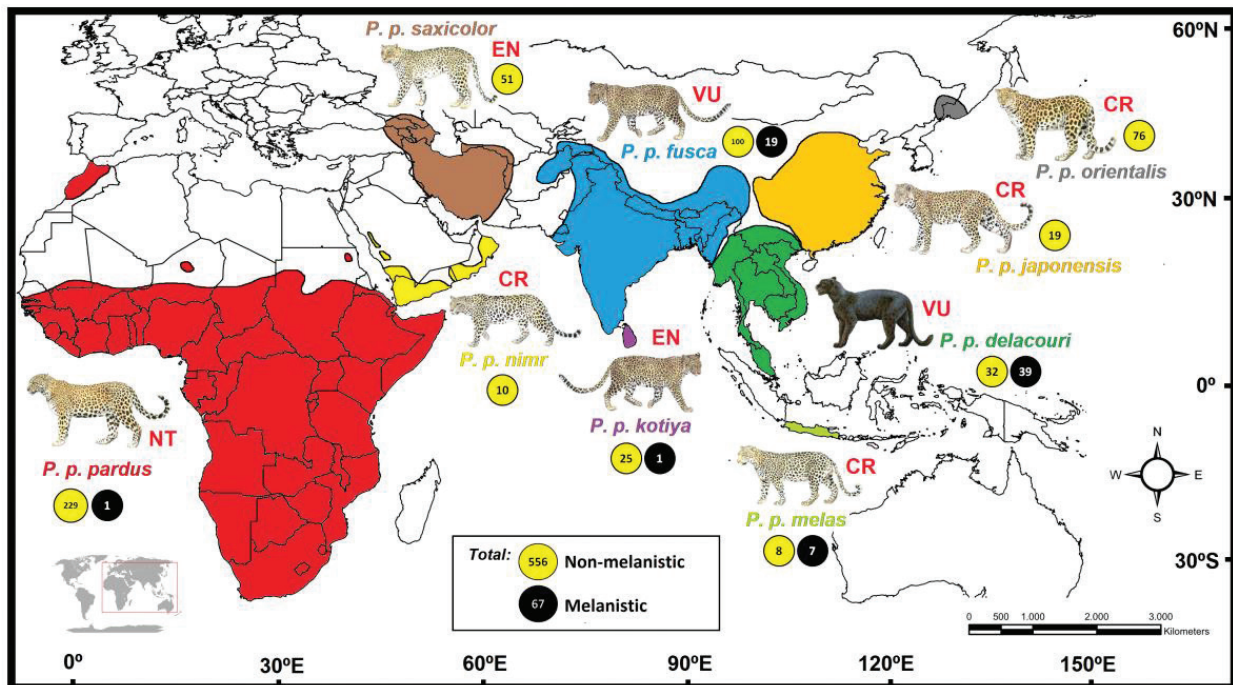 P. p. saxicolor
EN
51
VU
100 19
P. p. fusca
CR
76
P. p. orientalis
CR
19
P. p. japonensis
CR
P. p. nimr
10
EN
P. p. kotiya
25 1
VU
P. p. delacouri
32 39
NT
P. p. pardus
229 1
CR
P. p. melas
8 7
Total:
556 Non-melanistic
67 Melanistic
N
W E
S
0 500 1.000 2.000 3.000
Kilometers
60ºN
30ºN
0º
30ºS
0º 30ºE 60ºE 90ºE 120ºE 150ºE